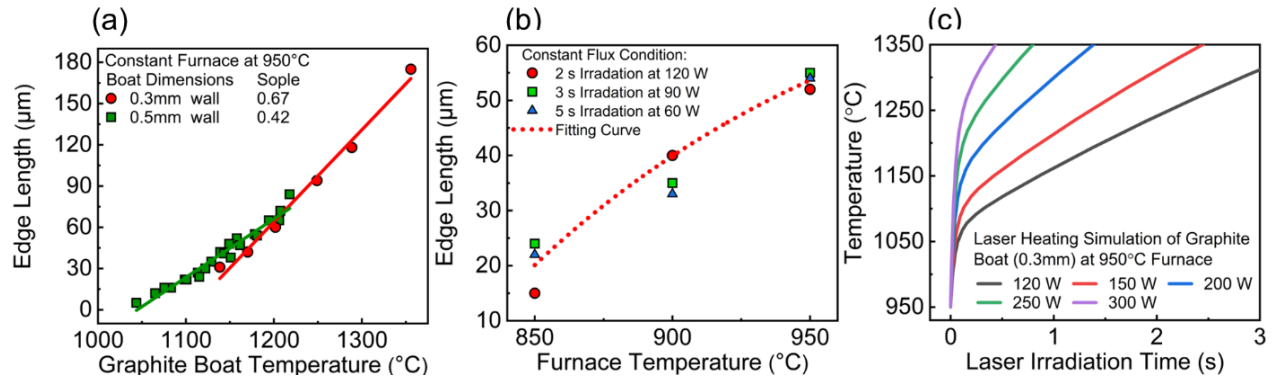 (a)
Constant Furnace at 950°C
Boat Dimensions Sople
0.3mm wall 0.67
0.5mm wall 0.42
Edge Length (µm)
180
150
120
90
60
30
0
1000 1100 1200 1300
Graphite Boat Temperature (°C)
(b)
Constant Flux Condition:
2 s Irradation at 120 W
3 s Irradation at 90 W
5 s Irradation at 60 W
Fitting Curve
Edge Length (µm)
60
50
40
30
20
10
850 900 950
Furnace Temperature (°C)
(c)
Temperature (°C)
1350
1250
1150
1050
950
Laser Heating Simulation of Graphite
Boat (0.3mm) at 950°C Furnace
120 W 150 W 200 W
250 W 300 W
0 1 2 3
Laser Irradiation Time (s)